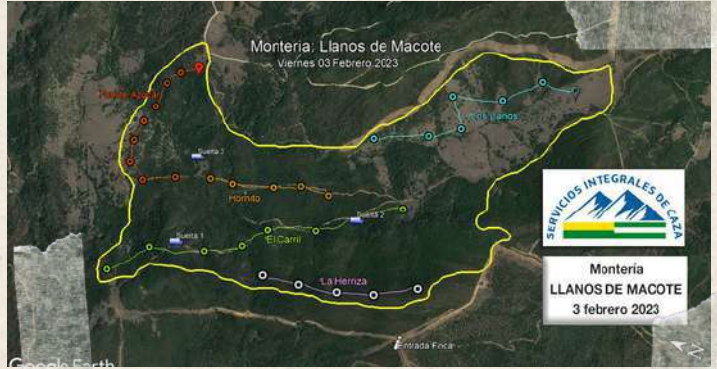 Montería: Llanos de Macote
Viernes 03 Febrero 2023
Los Llanos
Suelta 2
Hornito
Suelta 1
El Carril
Suelta 2
La Herriza
Entrada Finca
Google Earth
N
SERVICIOS INTEGRALES DE CAZA
Montería
LLANOS DE MACOTE
3 febrero 2023